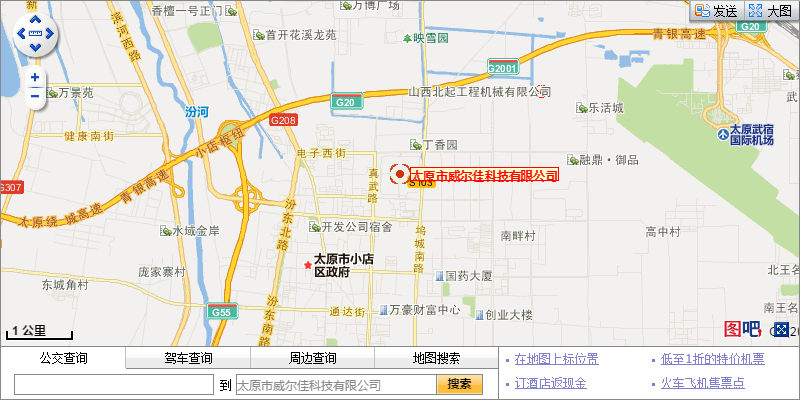 新
滨河西路
香檀一号正门
万博广场
首开花溪龙苑
映雪园
青银高速
G20
发送
大图
万景苑
汾河
G20
G2001
山西北起工程机械有限公司
乐活城
健康南街
小店枢纽
G208
丁香园
太原武宿
国际机场
电子西街
融鼎·御品
G307
青银高速
真武路
太原市威尔佳科技有限公司
S103
太原绕城高速
汾东北路
水域金岸
开发公司宿舍
坞城南路
南畔村
高中村
庞家寨村
太原市小店
区政府
国药大厦
北王名
东城角村
汾东南路
G55
通达街
万豪财富中心
创业大楼
南王名
1 公里
图吧
公交查询
驾车查询
周边查询
地图搜索
到
太原市威尔佳科技有限公司
搜索
在地图上标位置
低至1折的特价机票
订酒店返现金
火车飞机售票点